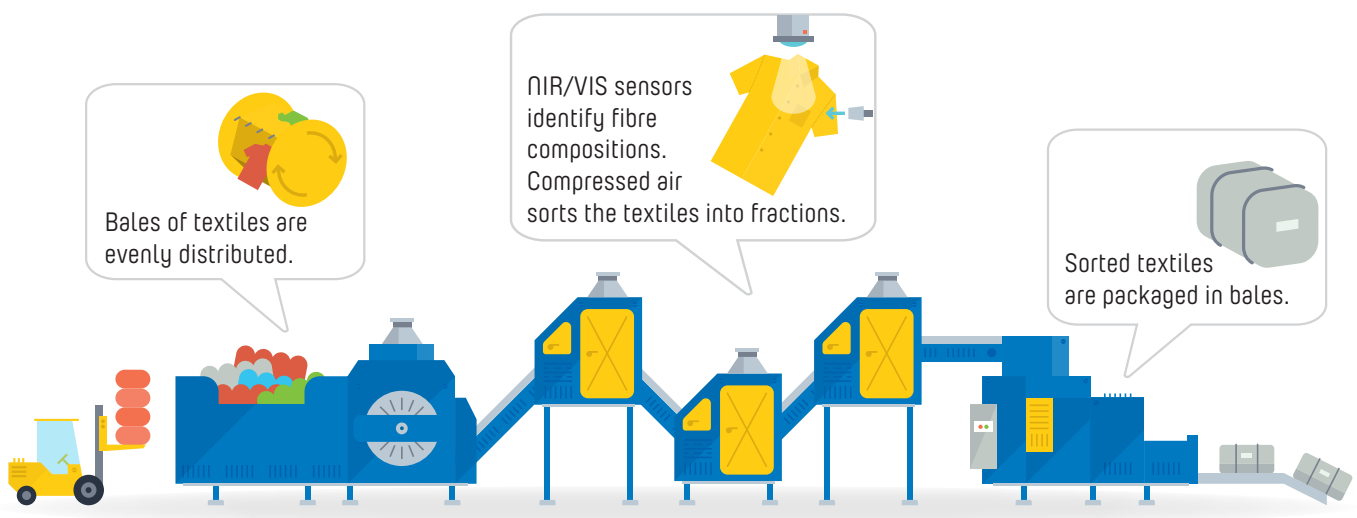 Bales of textiles are
evenly distributed.
NIR/VIS sensors
identify fibre
compositions.
Compressed air
sorts the textiles into fractions.
Sorted textiles
are packaged in bales.